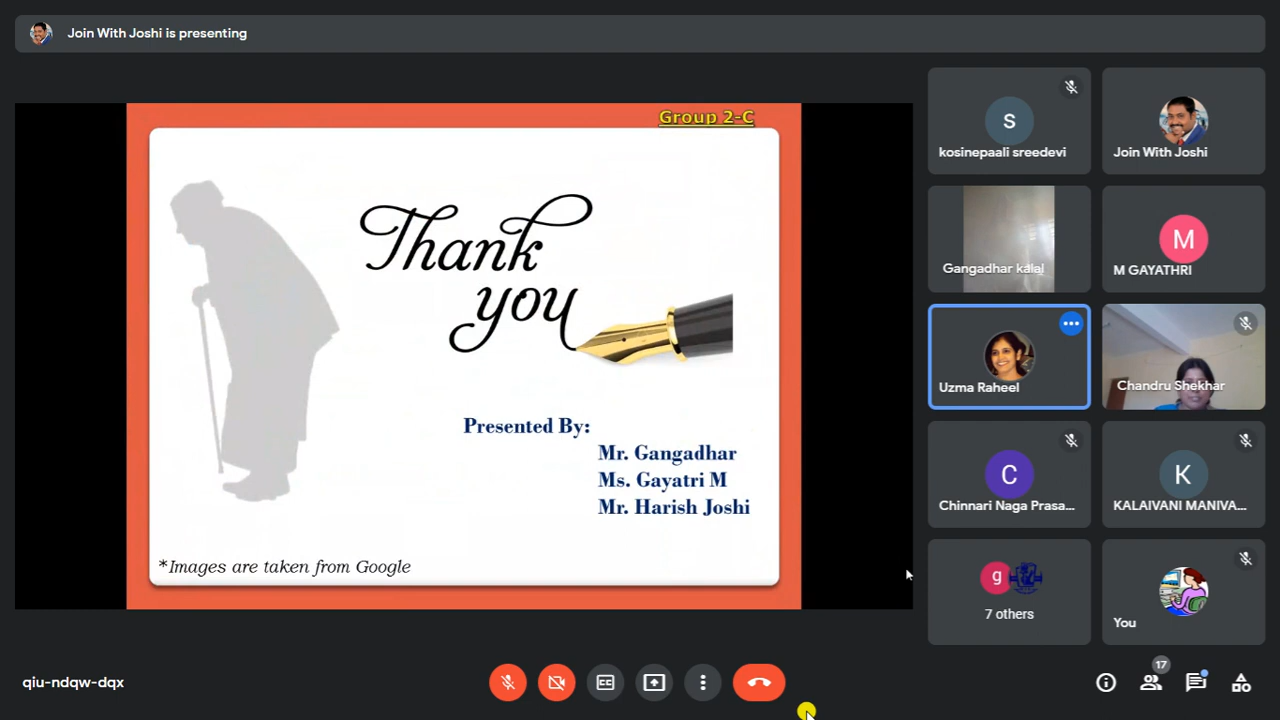 Join With Joshi is presenting
Group 2-C
Thank
you
Presented By:
Mr. Gangadhar
Ms. Gayatri M
Mr. Harish Joshi
*Images are taken from Google
s
kosinepaali sreedevi
Join With Joshi
Gangadhar kalal
M
M GAYATHRI
Uzma Raheel
Chandru Shekhar
C
Chinnari Naga Prasa...
K
KALAIVANI MANIVA...
g
7 others
You
qiu-ndqw-dqx
CC
17